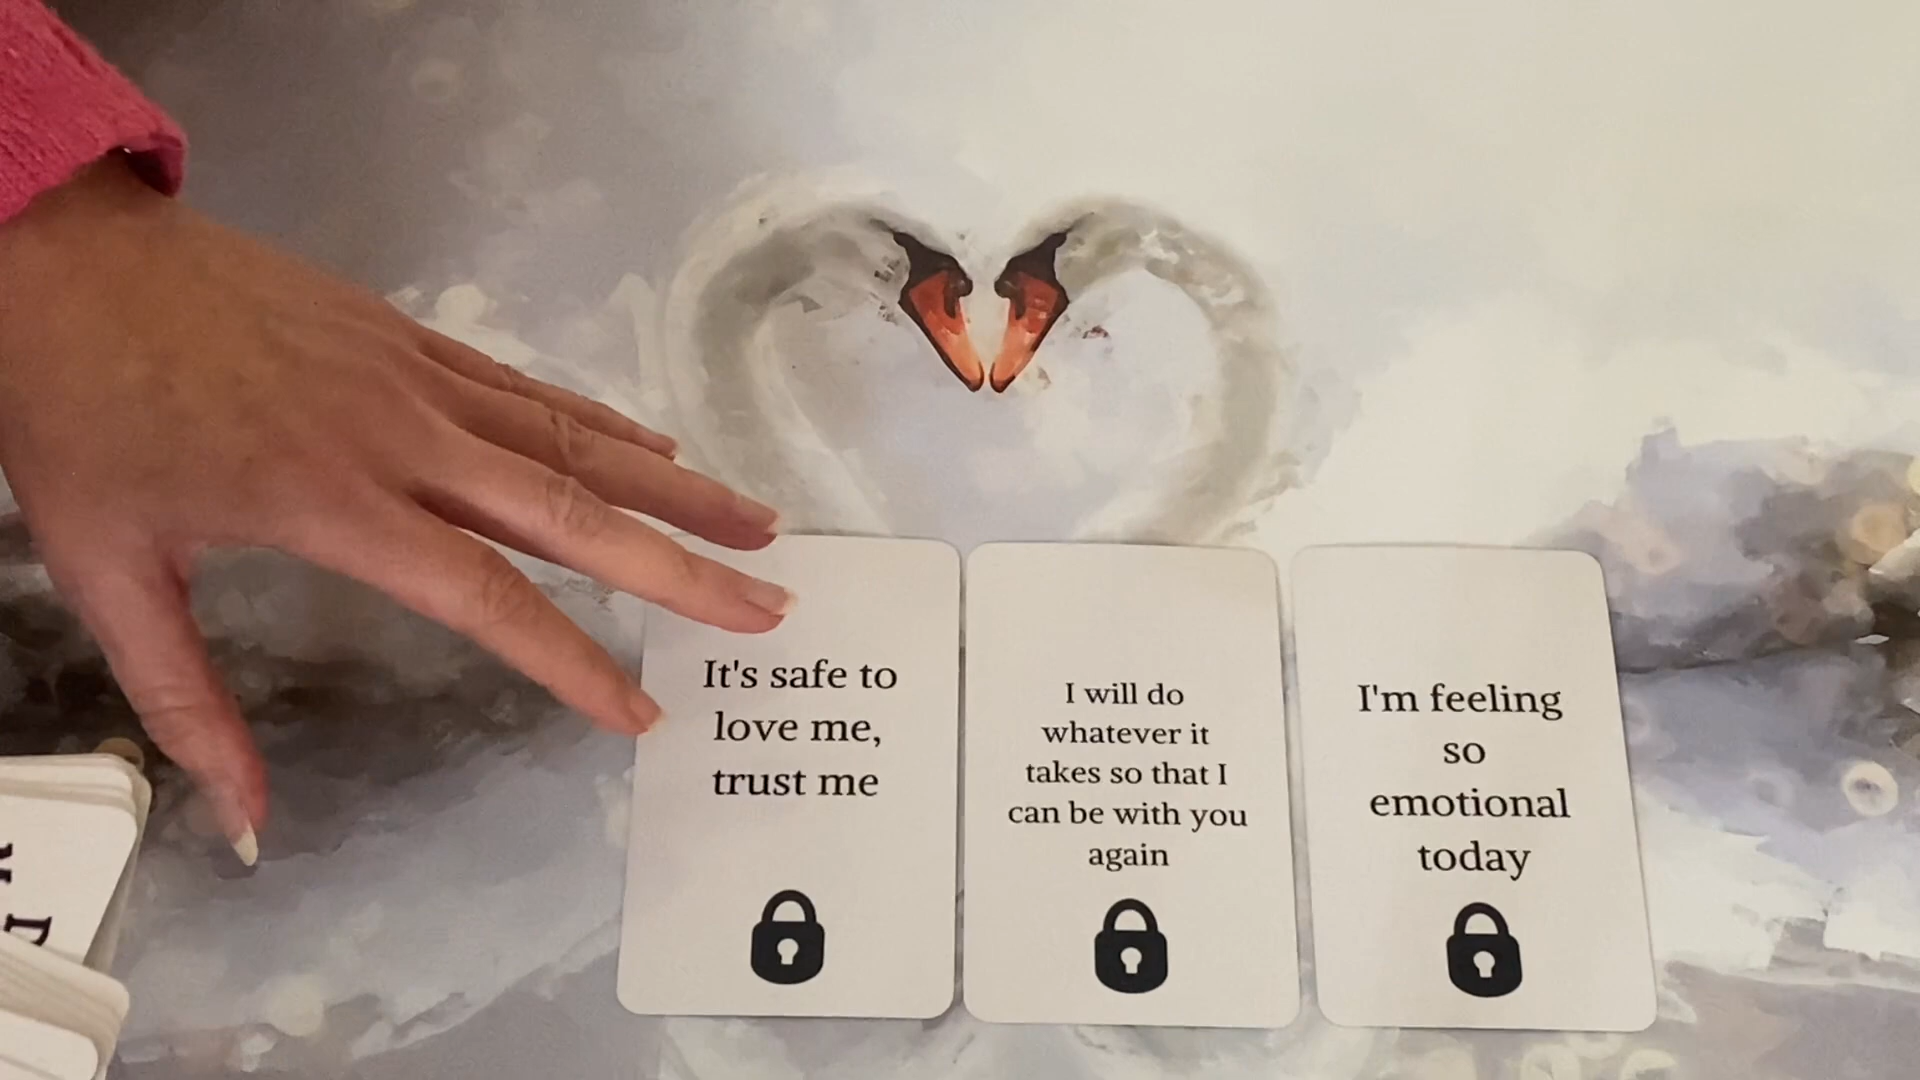 It's safe to
love me,
trust me
I will do
whatever it
takes so that I
can be with you
again
I'm feeling
so
emotional
today